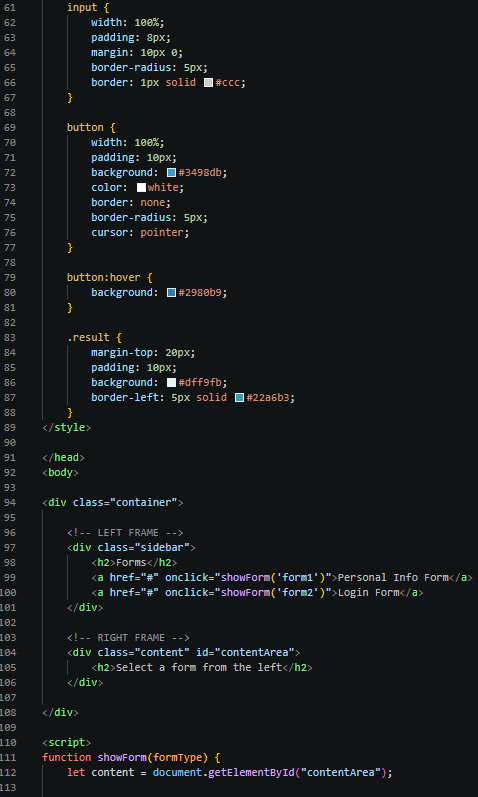 61 input {
62 width: 100%;
63 padding: 8px;
64 margin: 10px 0;
65 border-radius: 5px;
66 border: 1px solid #ccc;
67 }
68
69 button {
70 width: 100%;
71 padding: 10px;
72 background: #3498db;
73 color: white;
74 border: none;
75 border-radius: 5px;
76 cursor: pointer;
77 }
78
79 button:hover {
80 background: #2980b9;
81 }
82
83 .result {
84 margin-top: 20px;
85 padding: 10px;
86 background: #dff9fb;
87 border-left: 5px solid #22a6b3;
88 }
89 </style>
90
91 </head>
92 <body>
93
94 <div class="container">
95
96 <!-- LEFT FRAME -->
97 <div class="sidebar">
98 <h2>Forms</h2>
99 <a href="#" onclick="showForm('form1')">Personal Info Form</a>
100 <a href="#" onclick="showForm('form2')">Login Form</a>
101 </div>
102
103 <!-- RIGHT FRAME -->
104 <div class="content" id="contentArea">
105 <h2>Select a form from the left</h2>
106 </div>
107
108 </div>
109
110 <script>
111 function showForm(formType) {
112 let content = document.getElementById("contentArea");
113